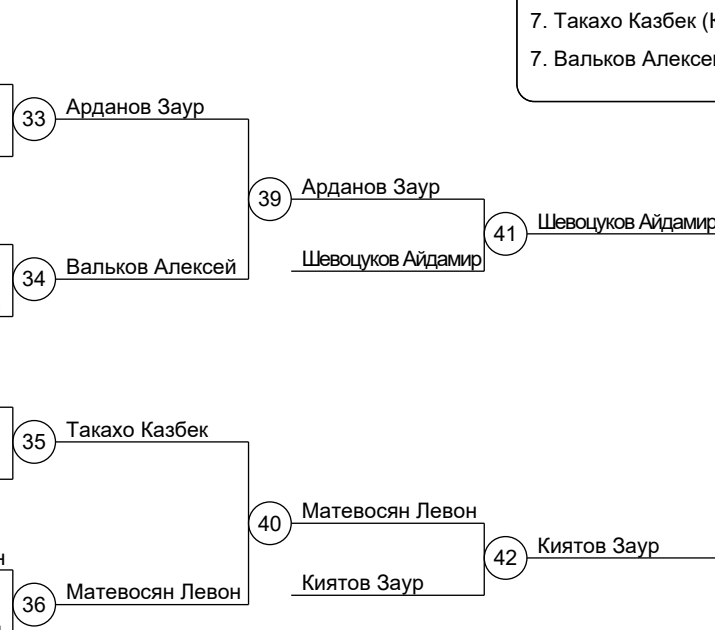 7. Такахо Казбек (
7. Вальков Алексе
33 Арданов Заур
39 Арданов Заур
41 Шевоцуков Айдамир
34 Вальков Алексей
Шевоцуков Айдамир
35 Такахо Казбек
40 Матевосян Левон
42 Киятов Заур
36 Матевосян Левон
Киятов Заур